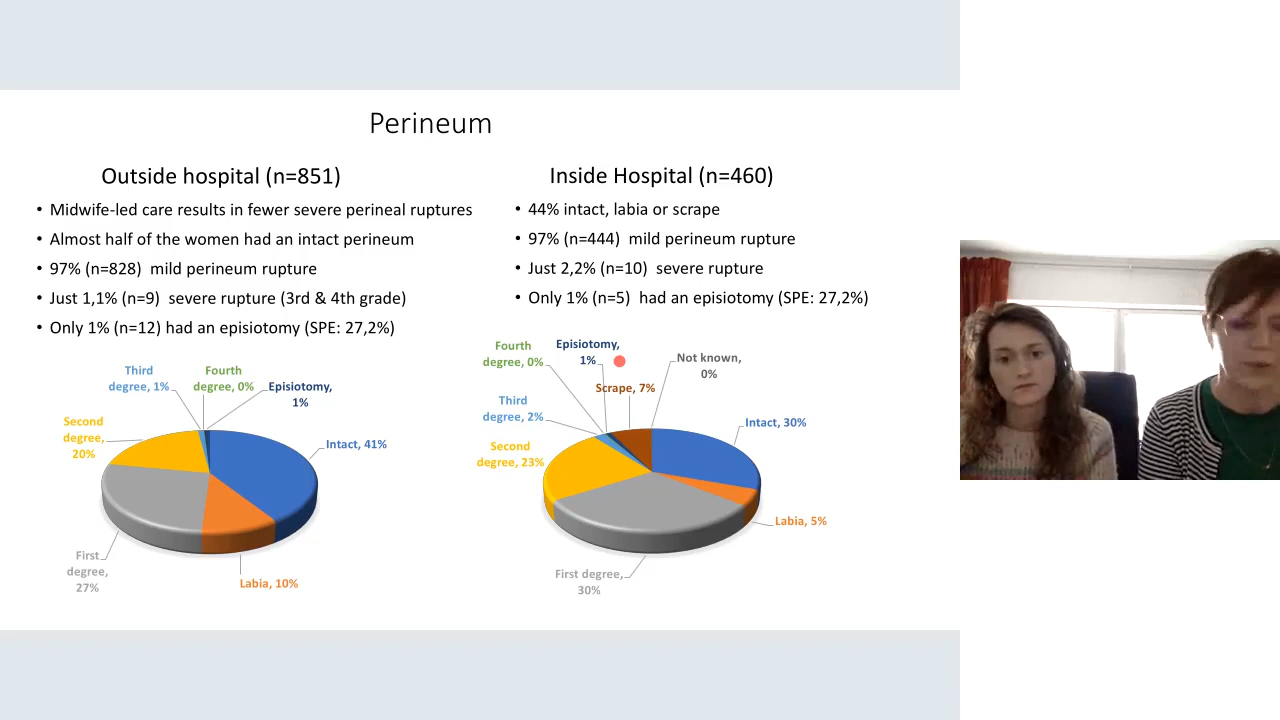 Perineum
Outside hospital (n=851)
• Midwife-led care results in fewer severe perineal ruptures
• Almost half of the women had an intact perineum
• 97% (n=828)  mild perineum rupture
• Just 1,1% (n=9)  severe rupture (3rd & 4th grade)
• Only 1% (n=12) had an episiotomy (SPE: 27,2%)
Third
degree, 1%
Fourth
degree, 0%
Episiotomy,
1%
Second
degree,
20%
Intact, 41%
First
degree,
27%
Labia, 10%
Inside Hospital (n=460)
• 44% intact, labia or scrape
• 97% (n=444)  mild perineum rupture
• Just 2,2% (n=10)  severe rupture
• Only 1% (n=5)  had an episiotomy (SPE: 27,2%)
Fourth
degree, 0%
Episiotomy,
1%
Not known,
0%
Scrape, 7%
Third
degree, 2%
Intact, 30%
Second
degree, 23%
Labia, 5%
First degree,
30%